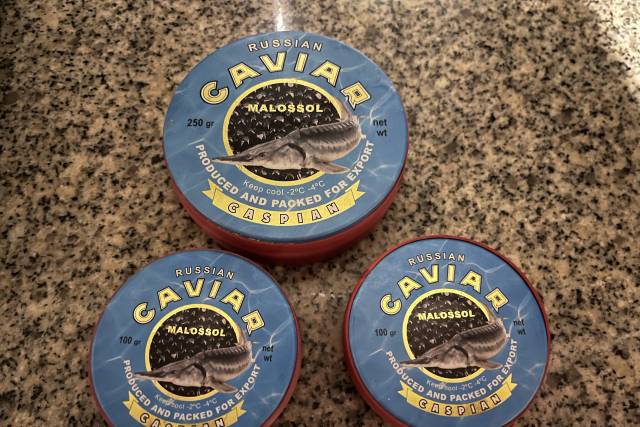 RUSSIAN
CAVIAR
MALOSSOL
250 gr
net
wt
Keep cool -2°C -4°C
PRODUCED AND PACKED FOR EXPORT
CASPIAN
RUSSIAN
CAVIAR
MALOSSOL
100 gr
net
wt
Keep cool -2°C -4°C
PRODUCED AND PACKED FOR EXPORT
CASPIAN
RUSSIAN
CAVIAR
MALOSSOL
100 gr
net
wt
Keep cool -2°C -4°C
PRODUCED AND PACKED FOR EXPORT
CASPIAN